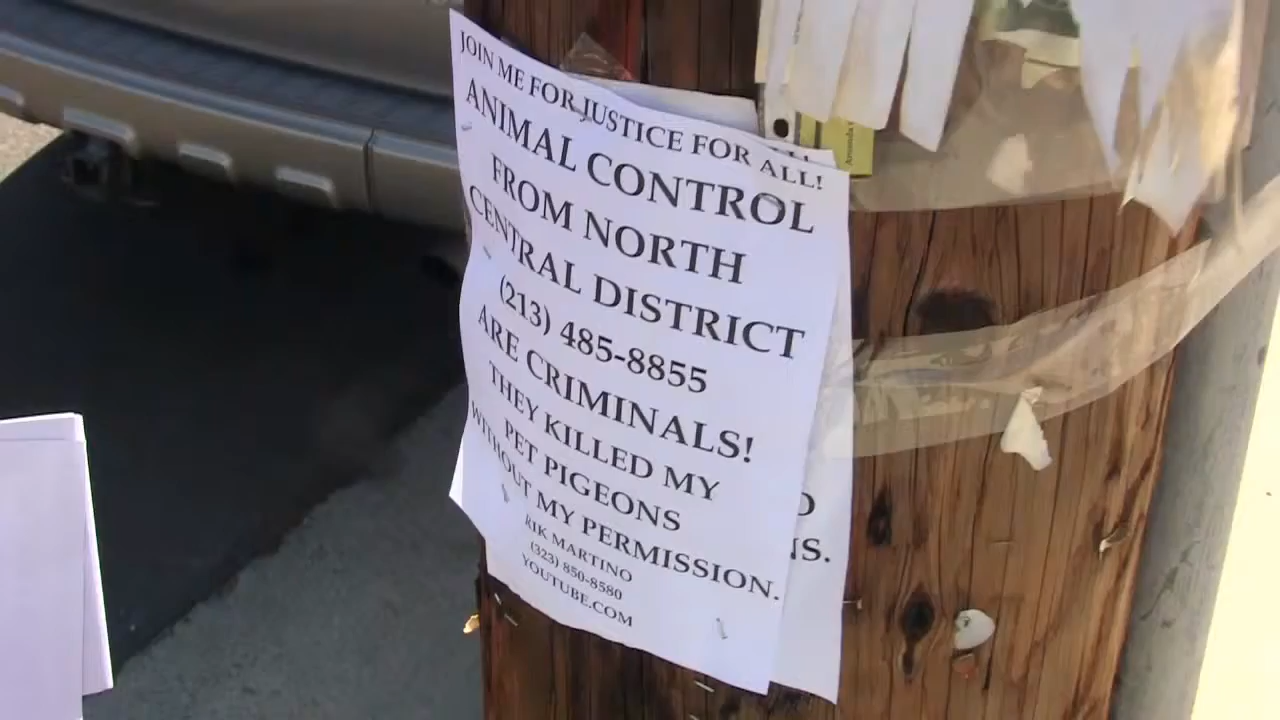 JOIN ME FOR JUSTICE FOR ALL!
ANIMAL CONTROL
FROM NORTH
CENTRAL DISTRICT
(213) 485-8855
ARE CRIMINALS!
THEY KILLED MY
PET PIGEONS
WITHOUT MY PERMISSION.
RIK MARTINO
(323) 850-8580
YOUTUBE.COM